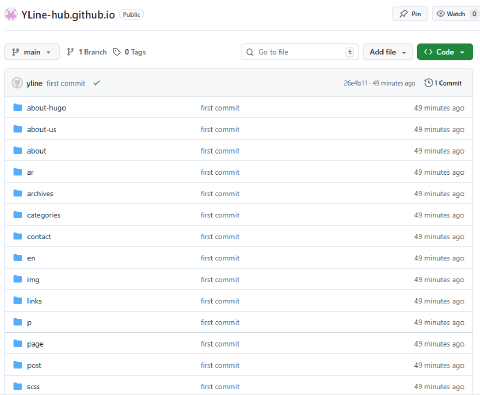 YLine-hub.github.io Public Pin Watch 0
main 1 Branch 0 Tags Go to file t Add file Code
yline first commit 26e4b11 · 49 minutes ago 1 Commit
about-hugo first commit 49 minutes ago
about-us first commit 49 minutes ago
about first commit 49 minutes ago
ar first commit 49 minutes ago
archives first commit 49 minutes ago
categories first commit 49 minutes ago
contact first commit 49 minutes ago
en first commit 49 minutes ago
img first commit 49 minutes ago
links first commit 49 minutes ago
p first commit 49 minutes ago
page first commit 49 minutes ago
post first commit 49 minutes ago
scss first commit 49 minutes ago